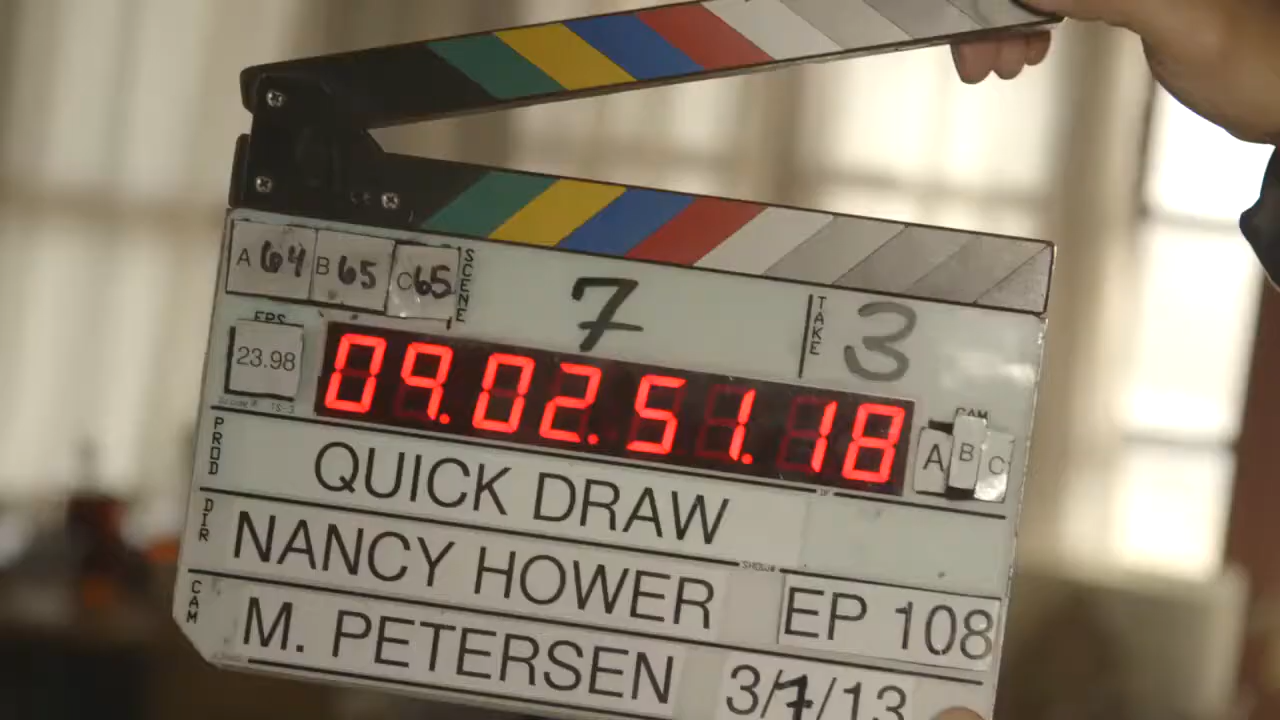 A 64 B 65 C 65 SCENE 7 TAKE 3
FPS
23.98
09.02.51.18
CAM
A B C
PROD QUICK DRAW
DIR NANCY HOWER
SHOW# EP 108
CAM M. PETERSEN
3/7/13